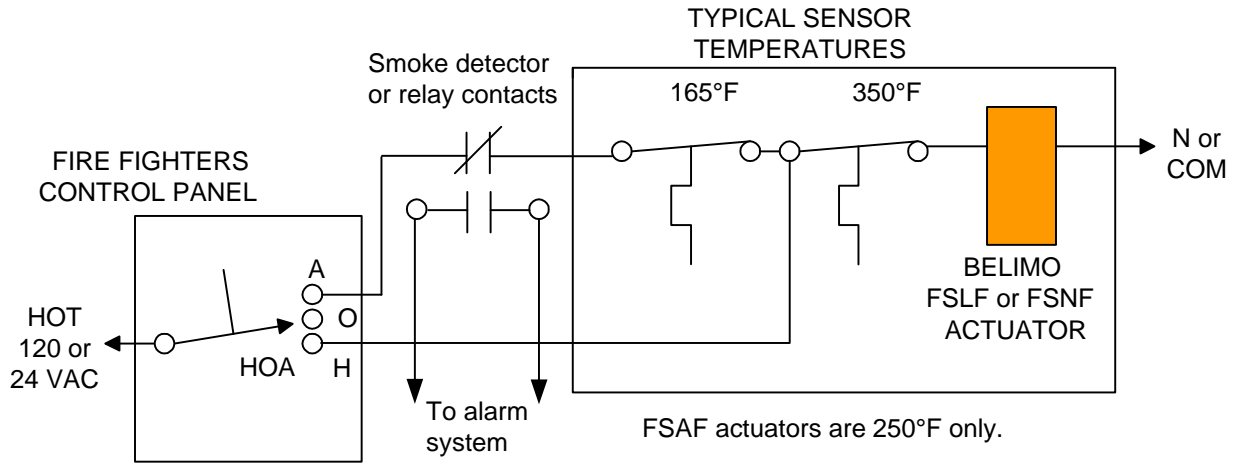 TYPICAL SENSOR
TEMPERATURES
Smoke detector
or relay contacts
165°F
350°F
N or
COM
FIRE FIGHTERS
CONTROL PANEL
A
O
H
HOA
HOT
120 or
24 VAC
BELIMO
FSLF or FSNF
ACTUATOR
To alarm
system
FSAF actuators are 250°F only.